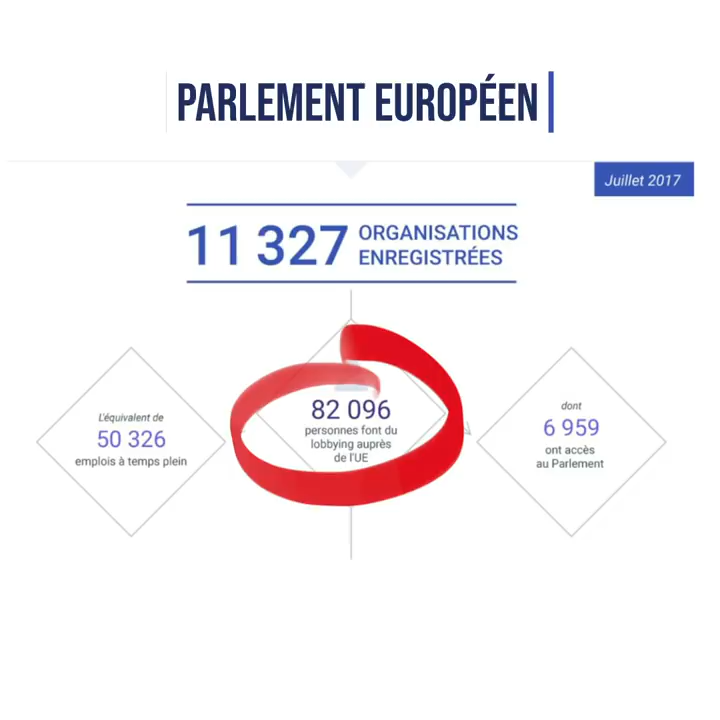 PARLEMENT EUROPÉEN
Juillet 2017
11 327
ORGANISATIONS
ENREGISTRÉES
L'équivalent de
50 326
emplois à temps plein
82 096
personnes font du
lobbying auprès
de l'UE
dont
6 959
ont accès
au Parlement